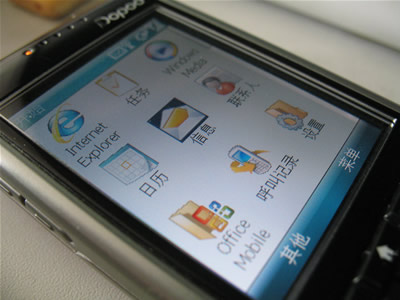 dopod
Internet
Explorer
任务
Windows
Media
日历
信息
联系人
Office
Mobile
呼叫记录
设置
其他
菜单